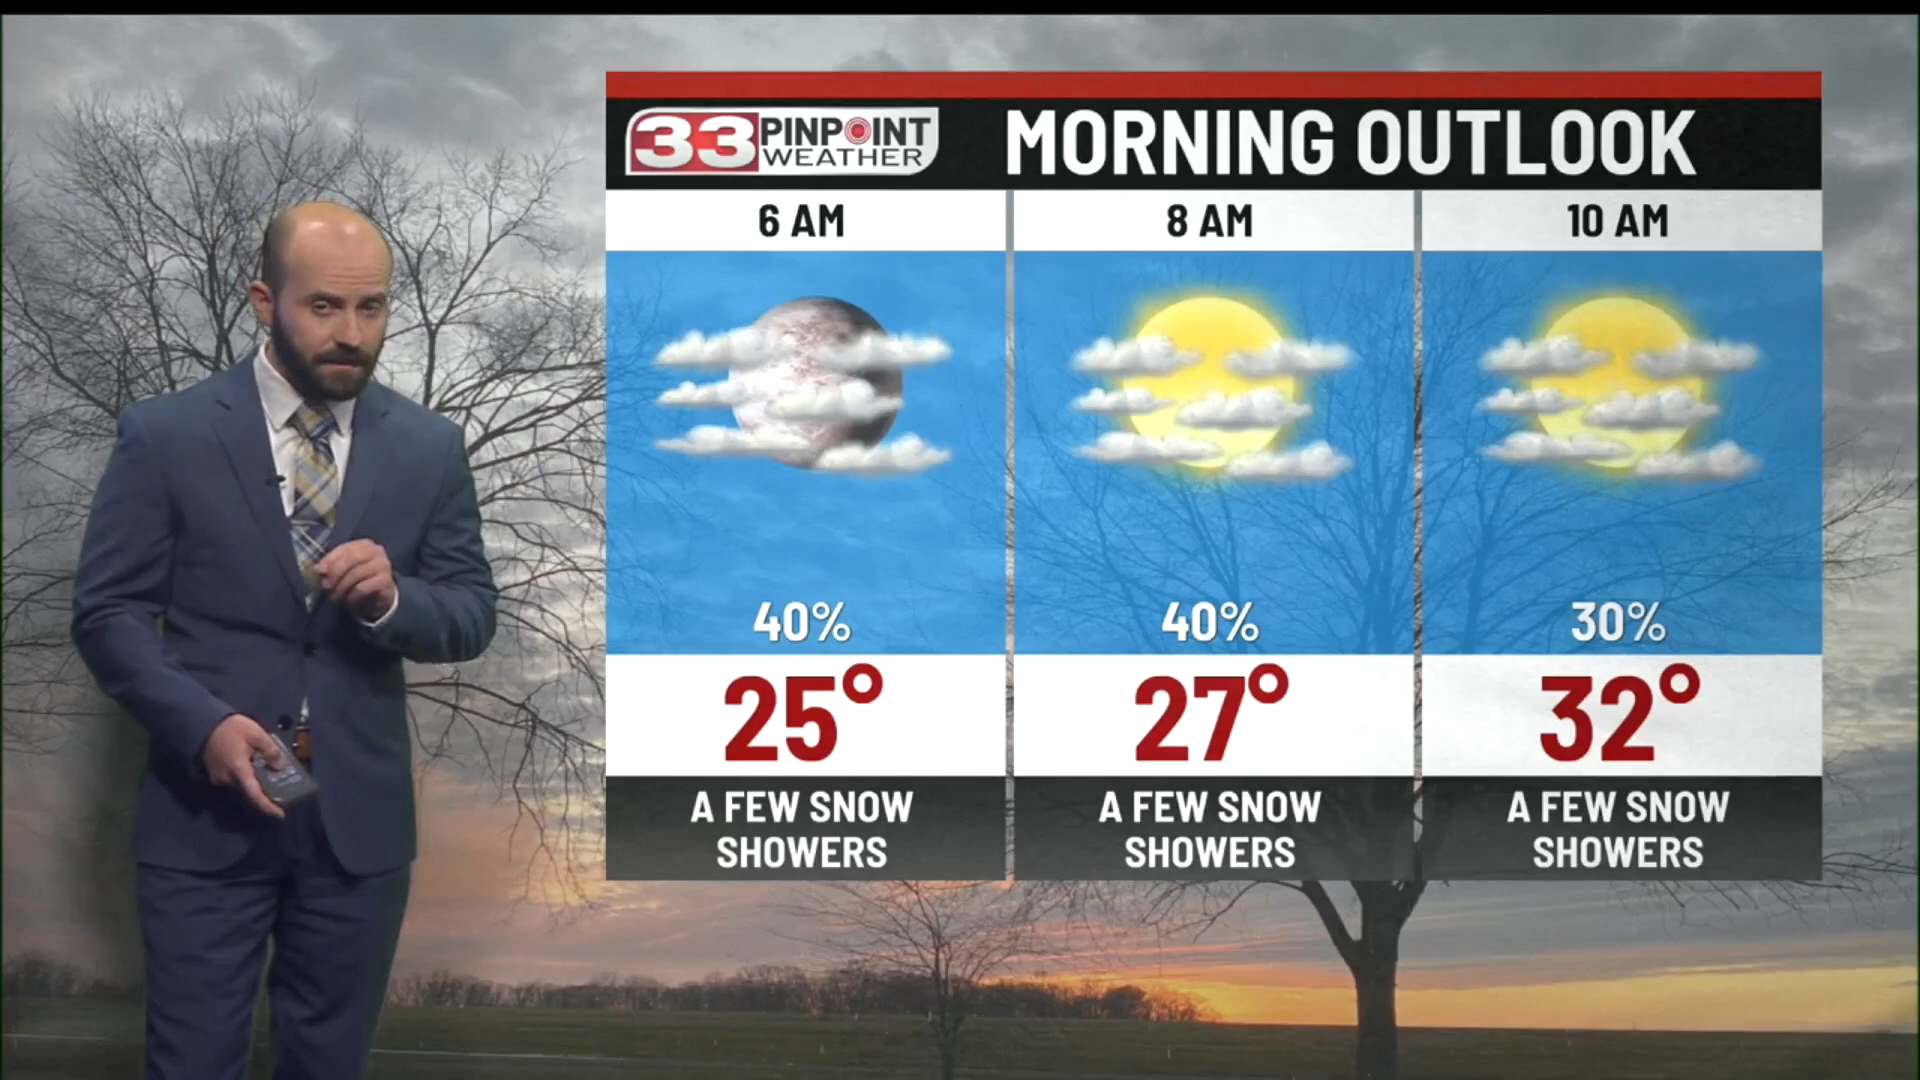 33 PINPOINT
WEATHER
MORNING OUTLOOK
6 AM
8 AM
10 AM
40%
40%
30%
25°
27°
32°
A FEW SNOW
SHOWERS
A FEW SNOW
SHOWERS
A FEW SNOW
SHOWERS